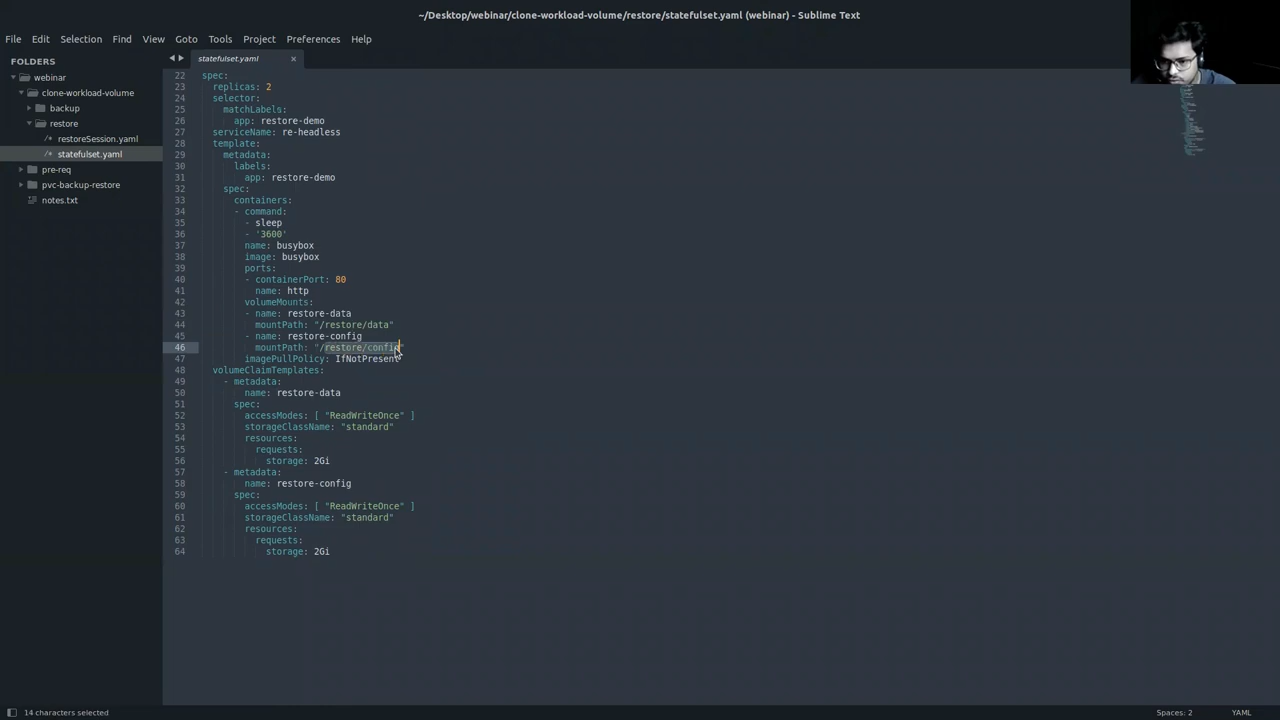 ~/Desktop/webinar/clone-workload-volume/restore/statefulset.yaml (webinar) - Sublime Text
File Edit Selection Find View Goto Tools Project Preferences Help
FOLDERS
webinar
clone-workload-volume
backup
restore
/* restoreSession.yaml
/* statefulset.yaml
pre-req
pvc-backup-restore
notes.txt
statefulset.yaml ×
22 spec:
23 replicas: 2
24 selector:
25 matchLabels:
26 app: restore-demo
27 serviceName: re-headless
28 template:
29 metadata:
30 labels:
31 app: restore-demo
32 spec:
33 containers:
34 - command:
35 - sleep
36 - '3600'
37 name: busybox
38 image: busybox
39 ports:
40 - containerPort: 80
41 name: http
42 volumeMounts:
43 - name: restore-data
44 mountPath: "/restore/data"
45 - name: restore-config
46 mountPath: "/restore/config"
47 imagePullPolicy: IfNotPresent
48 volumeClaimTemplates:
49 - metadata:
50 name: restore-data
51 spec:
52 accessModes: [ "ReadWriteOnce" ]
53 storageClassName: "standard"
54 resources:
55 requests:
56 storage: 2Gi
57 - metadata:
58 name: restore-config
59 spec:
60 accessModes: [ "ReadWriteOnce" ]
61 storageClassName: "standard"
62 resources:
63 requests:
64 storage: 2Gi
14 characters selected
Spaces: 2 YAML